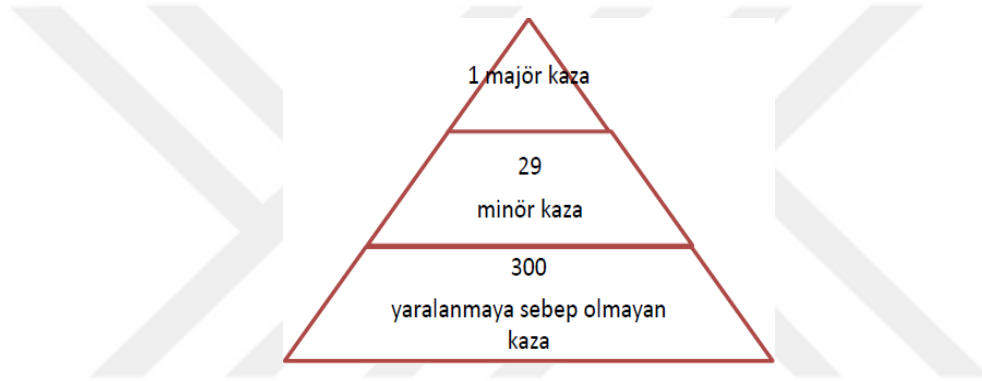 1 majör kaza
29
minör kaza
300
yaralanmaya sebep olmayan
kaza